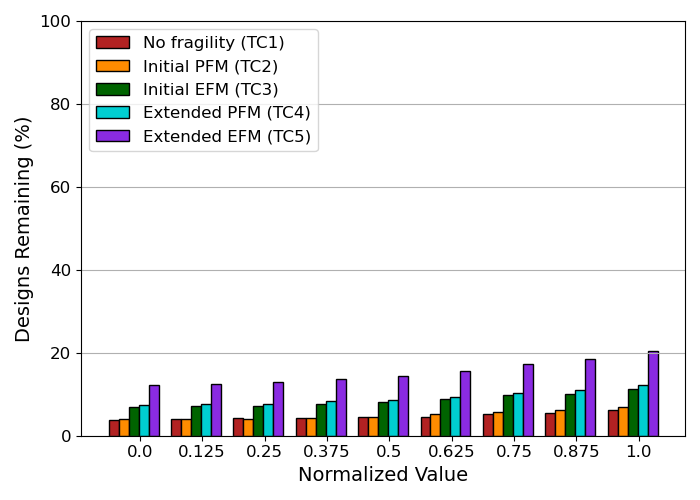 100
80
60
40
20
0
Designs Remaining (%)
No fragility (TC1)
Initial PFM (TC2)
Initial EFM (TC3)
Extended PFM (TC4)
Extended EFM (TC5)
0.0 0.125 0.25 0.375 0.5 0.625 0.75 0.875 1.0
Normalized Value